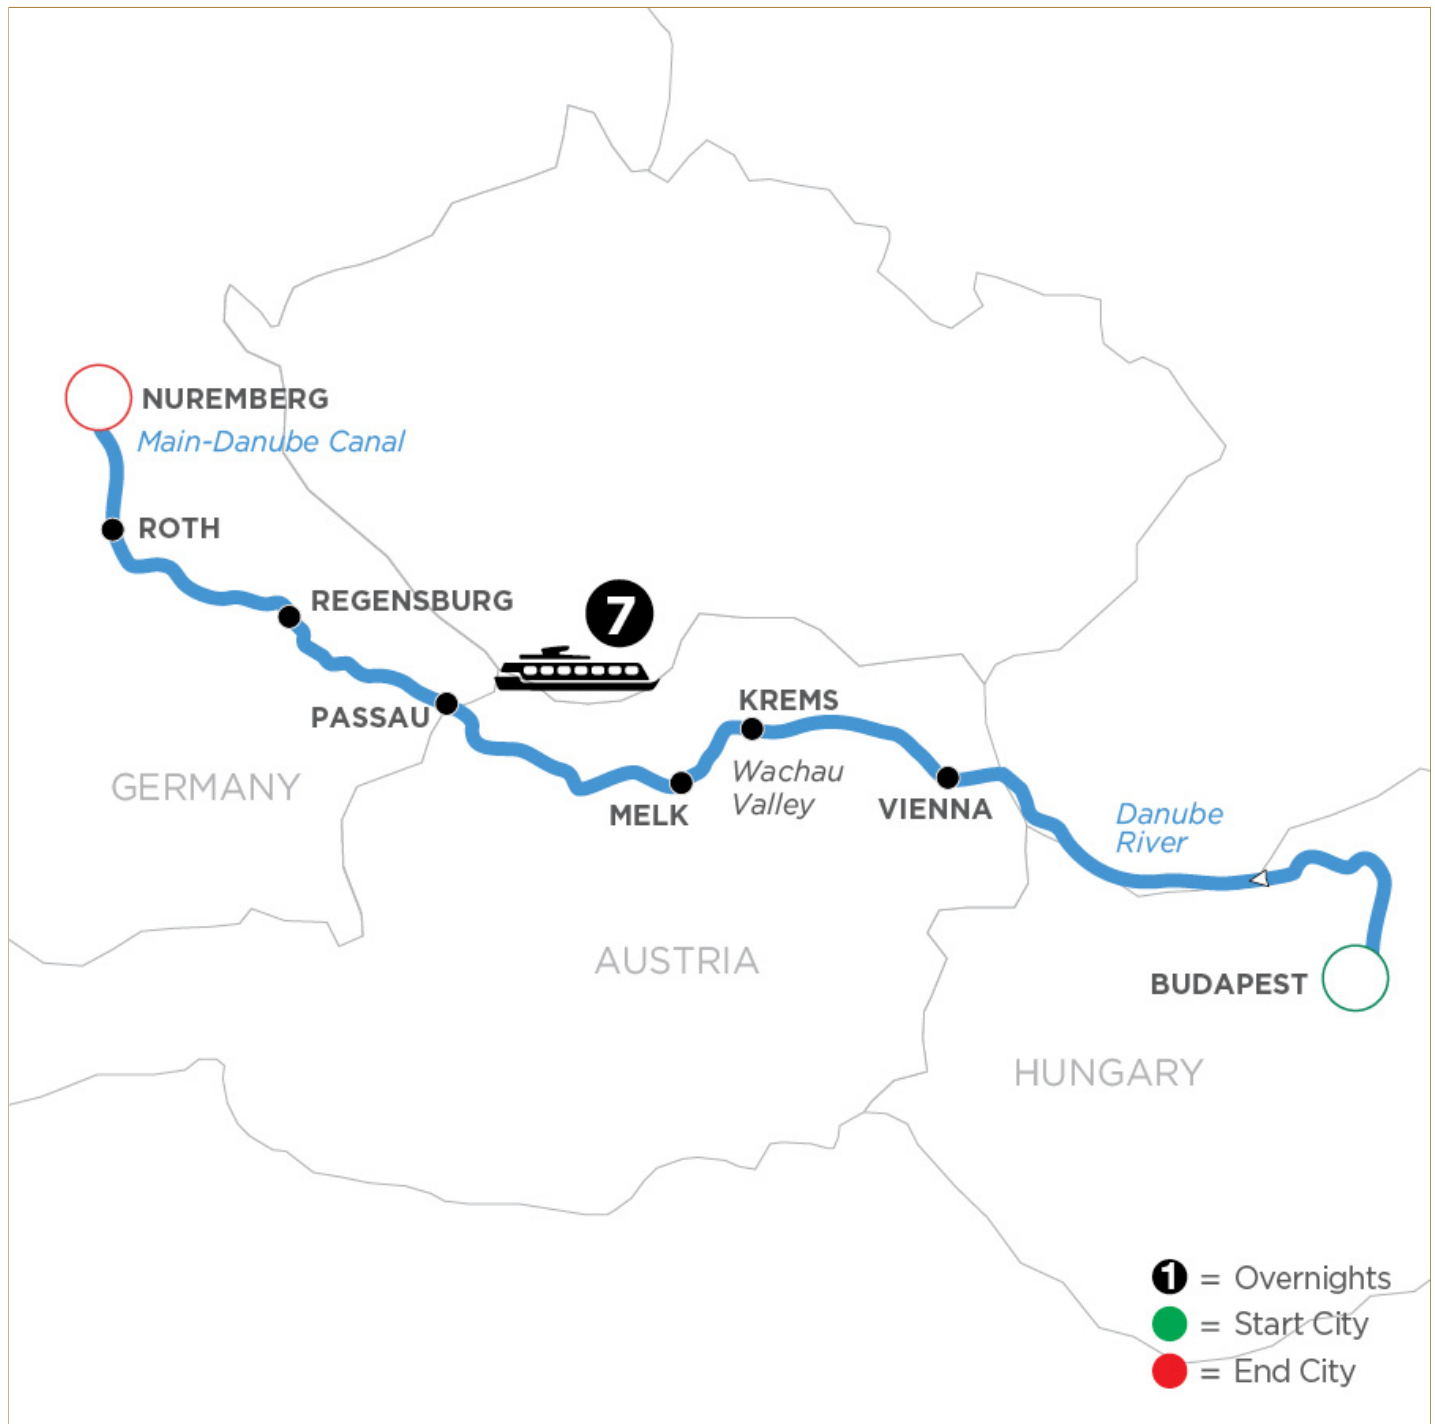 NUREMBERG
Main-Danube Canal
ROTH
REGENSBURG
7
PASSAU
KREMS
GERMANY
Wachau
Valley
MELK
VIENNA
Danube
River
AUSTRIA
BUDAPEST
HUNGARY
1 = Overnights
= Start City
= End City